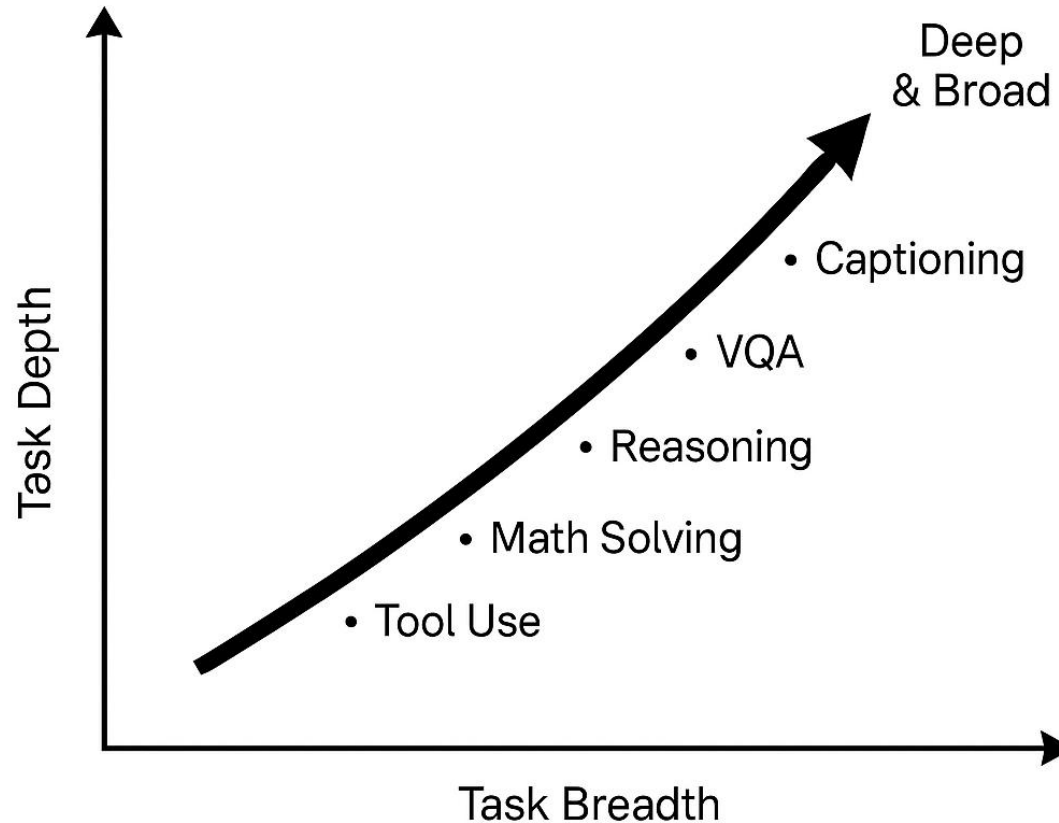 Deep
& Broad
Captioning
VQA
Reasoning
Math Solving
Tool Use
Task Depth
Task Breadth